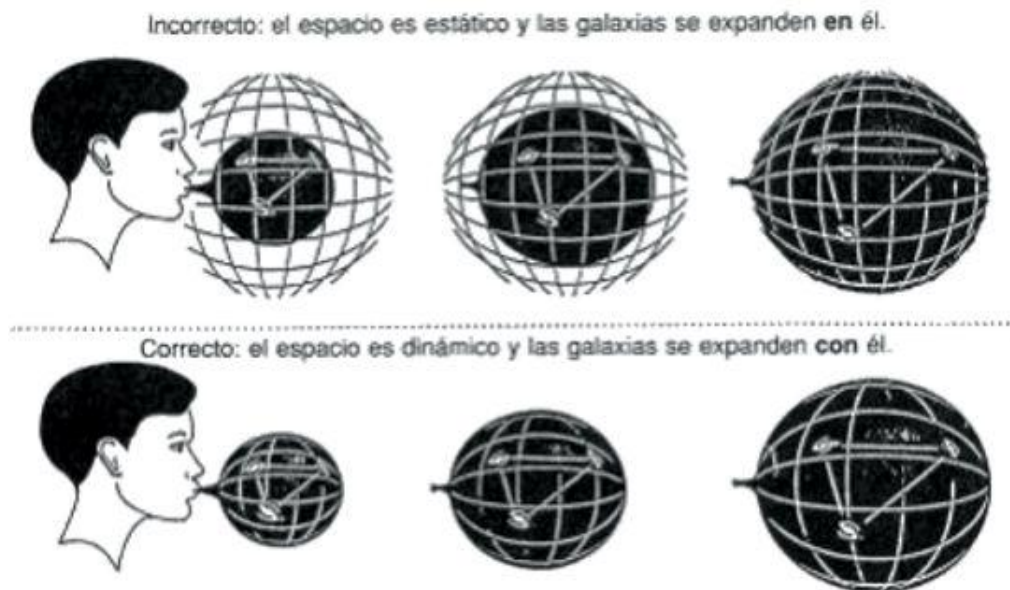 Incorrecto: el espacio es estático y las galaxias se expanden en él.
Correcto: el espacio es dinámico y las galaxias se expanden con él.